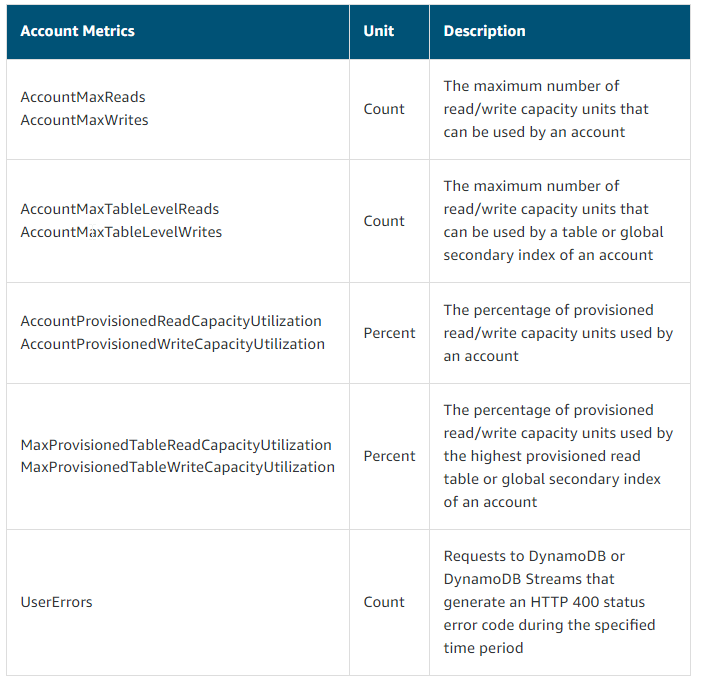 Account Metrics Unit Description
AccountMaxReads
AccountMaxWrites
Count
The maximum number of
read/write capacity units that
can be used by an account
AccountMaxTableLevelReads
AccountMaxTableLevelWrites
Count
The maximum number of
read/write capacity units that
can be used by a table or global
secondary index of an account
AccountProvisionedReadCapacityUtilization
AccountProvisionedWriteCapacityUtilization
Percent
The percentage of provisioned
read/write capacity units used by
an account
MaxProvisionedTableReadCapacityUtilization
MaxProvisionedTableWriteCapacityUtilization
Percent
The percentage of provisioned
read/write capacity units used by
the highest provisioned read
table or global secondary index
of an account
UserErrors
Count
Requests to DynamoDB or
DynamoDB Streams that
generate an HTTP 400 status
error code during the specified
time period